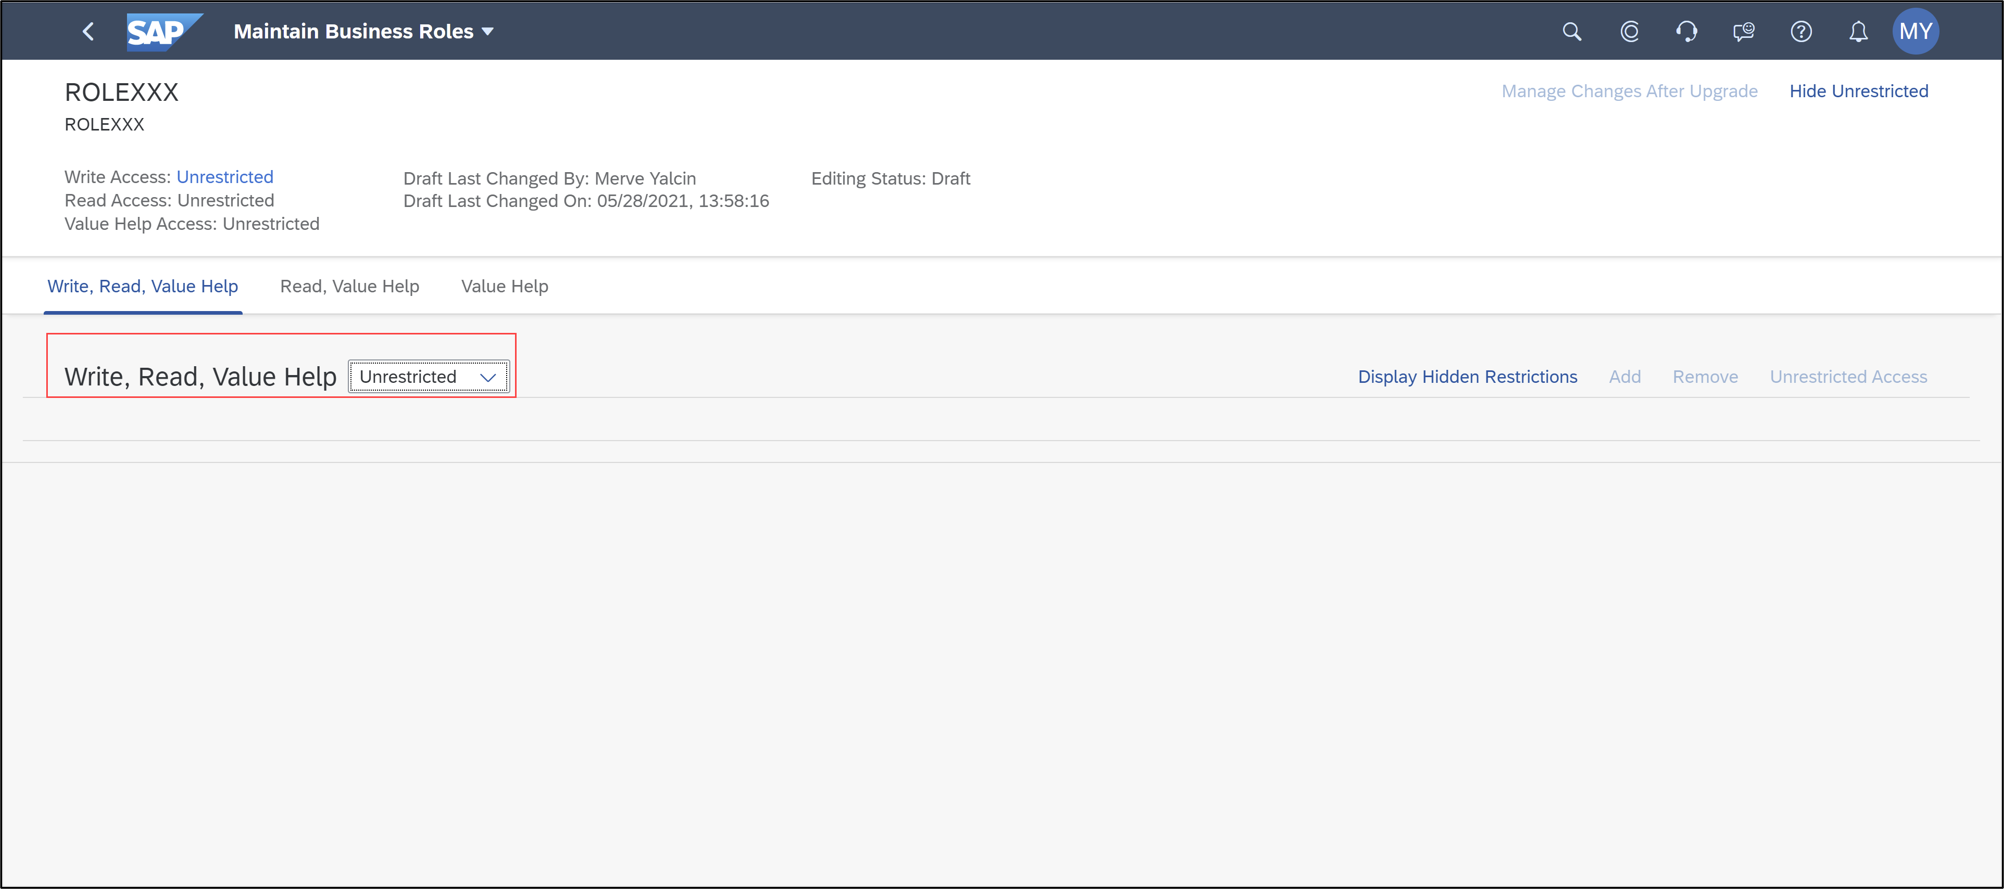 SAP Maintain Business Roles MY
ROLEXXX Manage Changes After Upgrade Hide Unrestricted
ROLEXXX
Write Access: Unrestricted Draft Last Changed By: Merve Yalcin Editing Status: Draft
Read Access: Unrestricted Draft Last Changed On: 05/28/2021, 13:58:16
Value Help Access: Unrestricted
Write, Read, Value Help Read, Value Help Value Help
Write, Read, Value Help Unrestricted Display Hidden Restrictions Add Remove Unrestricted Access